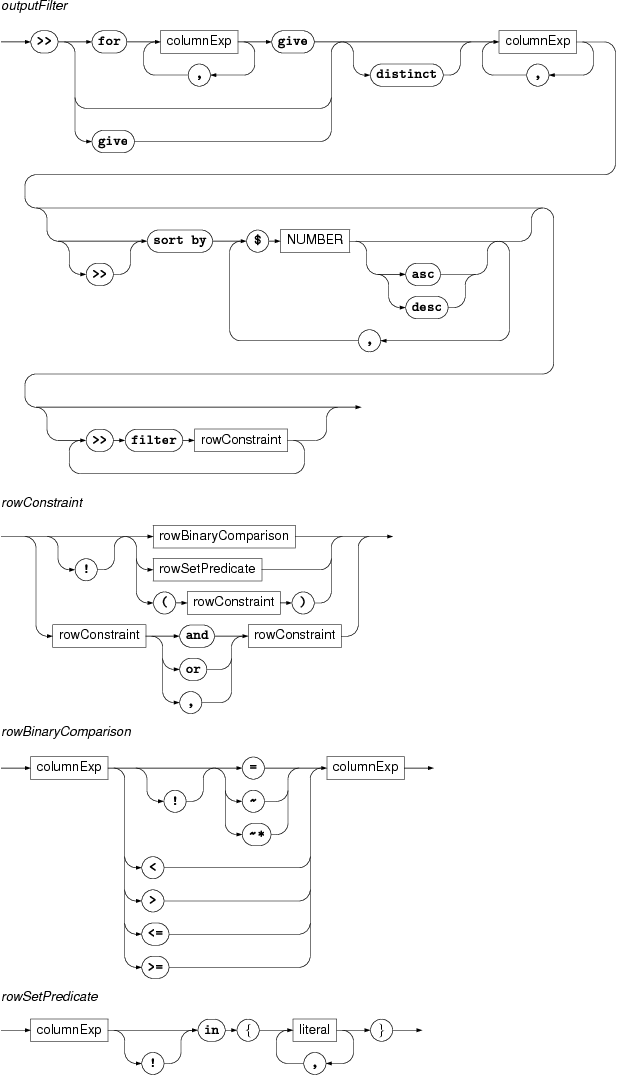 outputFilter
>> for columnExp give columnExp
, distinct ,
give
sort by $ NUMBER
>> asc
desc
,
>> filter rowConstraint
rowConstraint
rowBinaryComparison
! rowSetPredicate
( rowConstraint )
rowConstraint and rowConstraint
or
,
rowBinaryComparison
columnExp = columnExp
! ~
~*
<
>
<=
>=
rowSetPredicate
columnExp in { literal }
! ,